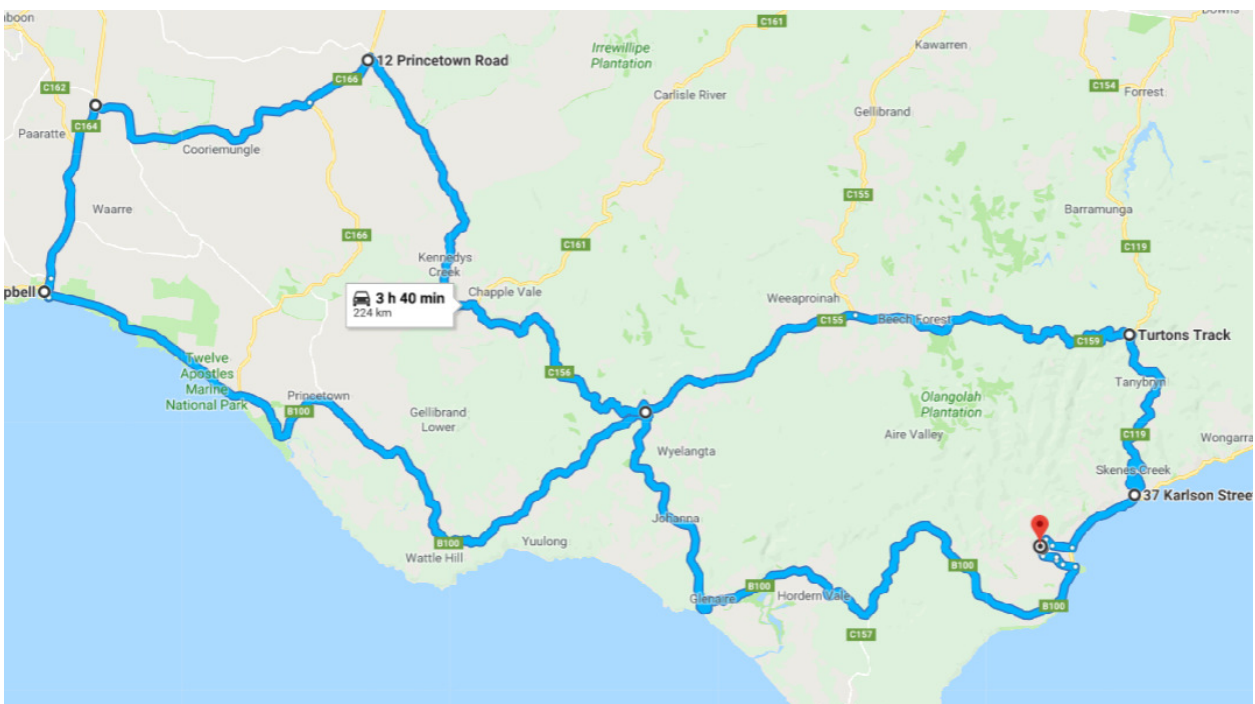 boon
C161
Downs
Irrewillipe
Plantation
Kawarren
12 Princetown Road
C166
C162
C154
Forrest
Carlisle River
C164
Gellibrand
Paaratte
Cooriemungle
C155
Waarre
Barramunga
C166
C161
C119
Kennedys
Creek
pbell
3 h 40 min
224 km
Chapple Vale
Weeaproinah
C155
Beech Forest
C159
Turtons Track
Twelve
Apostles
Marine
National Park
C156
Tanybryn
Princetown
B100
Gellibrand
Lower
Olangolah
Plantation
Aire Valley
C119
Wongarra
Wyelangta
Skenes Creek
37 Karlson Street
Johanna
B100
Yuulong
Wattle Hill
B100
B100
Glenaire
Hordern Vale
B100
C157